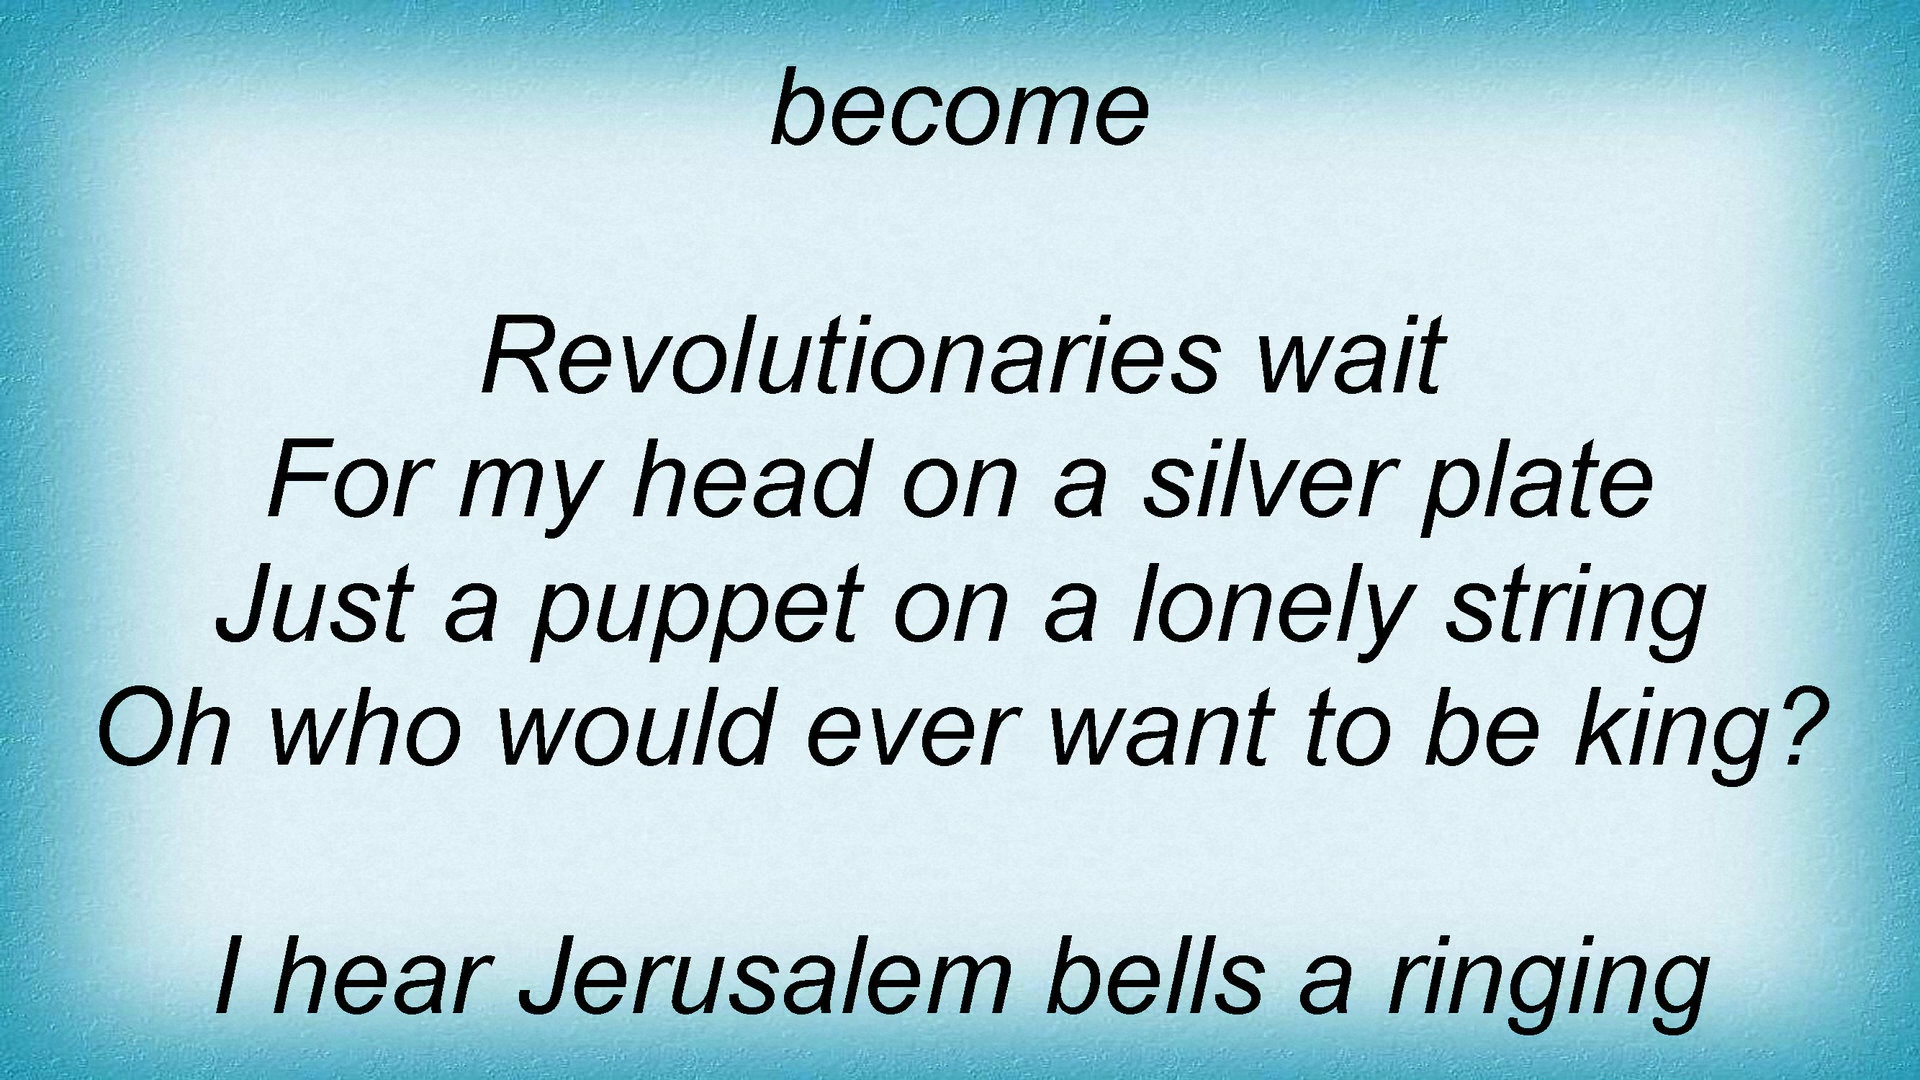 become
Revolutionaries wait
For my head on a silver plate
Just a puppet on a lonely string
Oh who would ever want to be king?
I hear Jerusalem bells a ringing